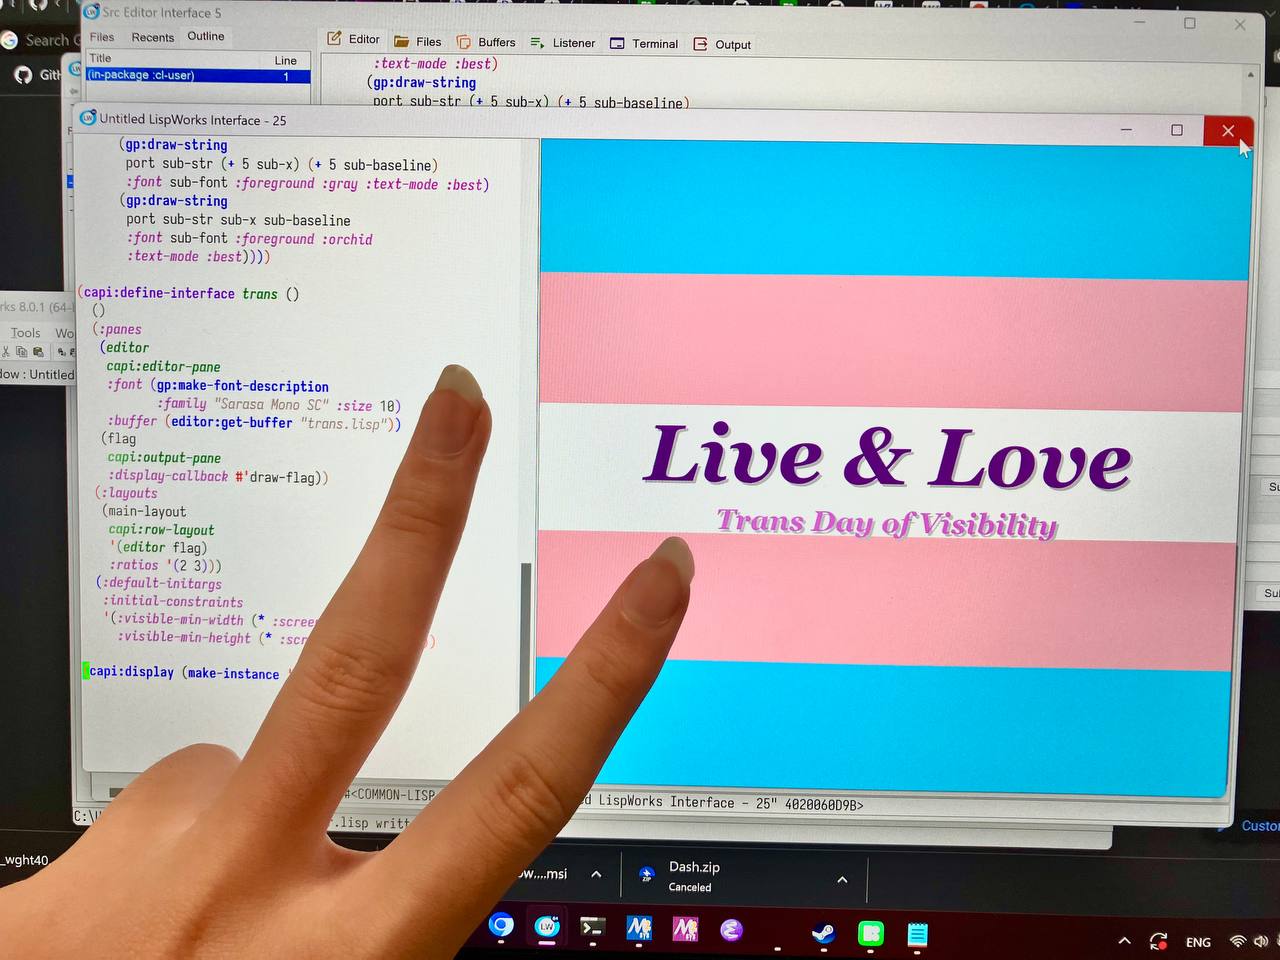 Src Editor Interface 5
Files Recents Outline
Title Line
(in-package :cl-user) 1
Editor Files Buffers Listener Terminal Output
:text-mode :best)
(gp:draw-string
port sub-str (+ 5 sub-x) (+ 5 sub-baseline)
Search
Untitled LispWorks Interface - 25
(gp:draw-string
port sub-str (+ 5 sub-x) (+ 5 sub-baseline)
:font sub-font :foreground :gray :text-mode :best)
(gp:draw-string
port sub-str sub-x sub-baseline
:font sub-font :foreground :orchid
:text-mode :best))))
(capi:define-interface trans ()
()
(:panes
(editor
capi:editor-pane
:font (gp:make-font-description
:family "Sarasa Mono SC" :size 10)
:buffer (editor:get-buffer "trans.lisp"))
(flag
capi:output-pane
:display-callback #'draw-flag))
(:layouts
(main-layout
capi:row-layout
'(editor flag)
:ratios '(2 3)))
(:default-initargs
:initial-constraints
'(:visible-min-width (* :scree
:visible-min-height (* :scr
capi:display (make-instance
Live & Love
Trans Day of Visibility
rks 8.0.1 (64-
Tools Wo
dow : Untitled
#<COMMON-LISP
ed LispWorks Interface - 25" 4020060D9B>
C:\
r.lisp writt
Custo
_wght40
ow,...msi
Dash.zip
Canceled
LW
ENG